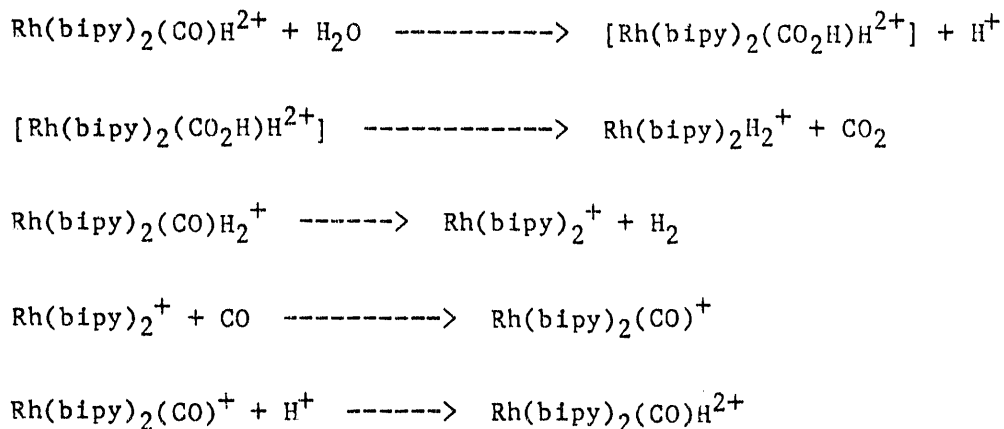 Rh(bipy)₂(CO)H²⁺ + H₂O -----------> [Rh(bipy)₂(CO₂H)H²⁺] + H⁺
[Rh(bipy)₂(CO₂H)H²⁺] -----------> Rh(bipy)₂H₂⁺ + CO₂
Rh(bipy)₂(CO)H₂⁺ ------> Rh(bipy)₂⁺ + H₂
Rh(bipy)₂⁺ + CO ----------> Rh(bipy)₂(CO)⁺
Rh(bipy)₂(CO)⁺ + H⁺ ------> Rh(bipy)₂(CO)H²⁺